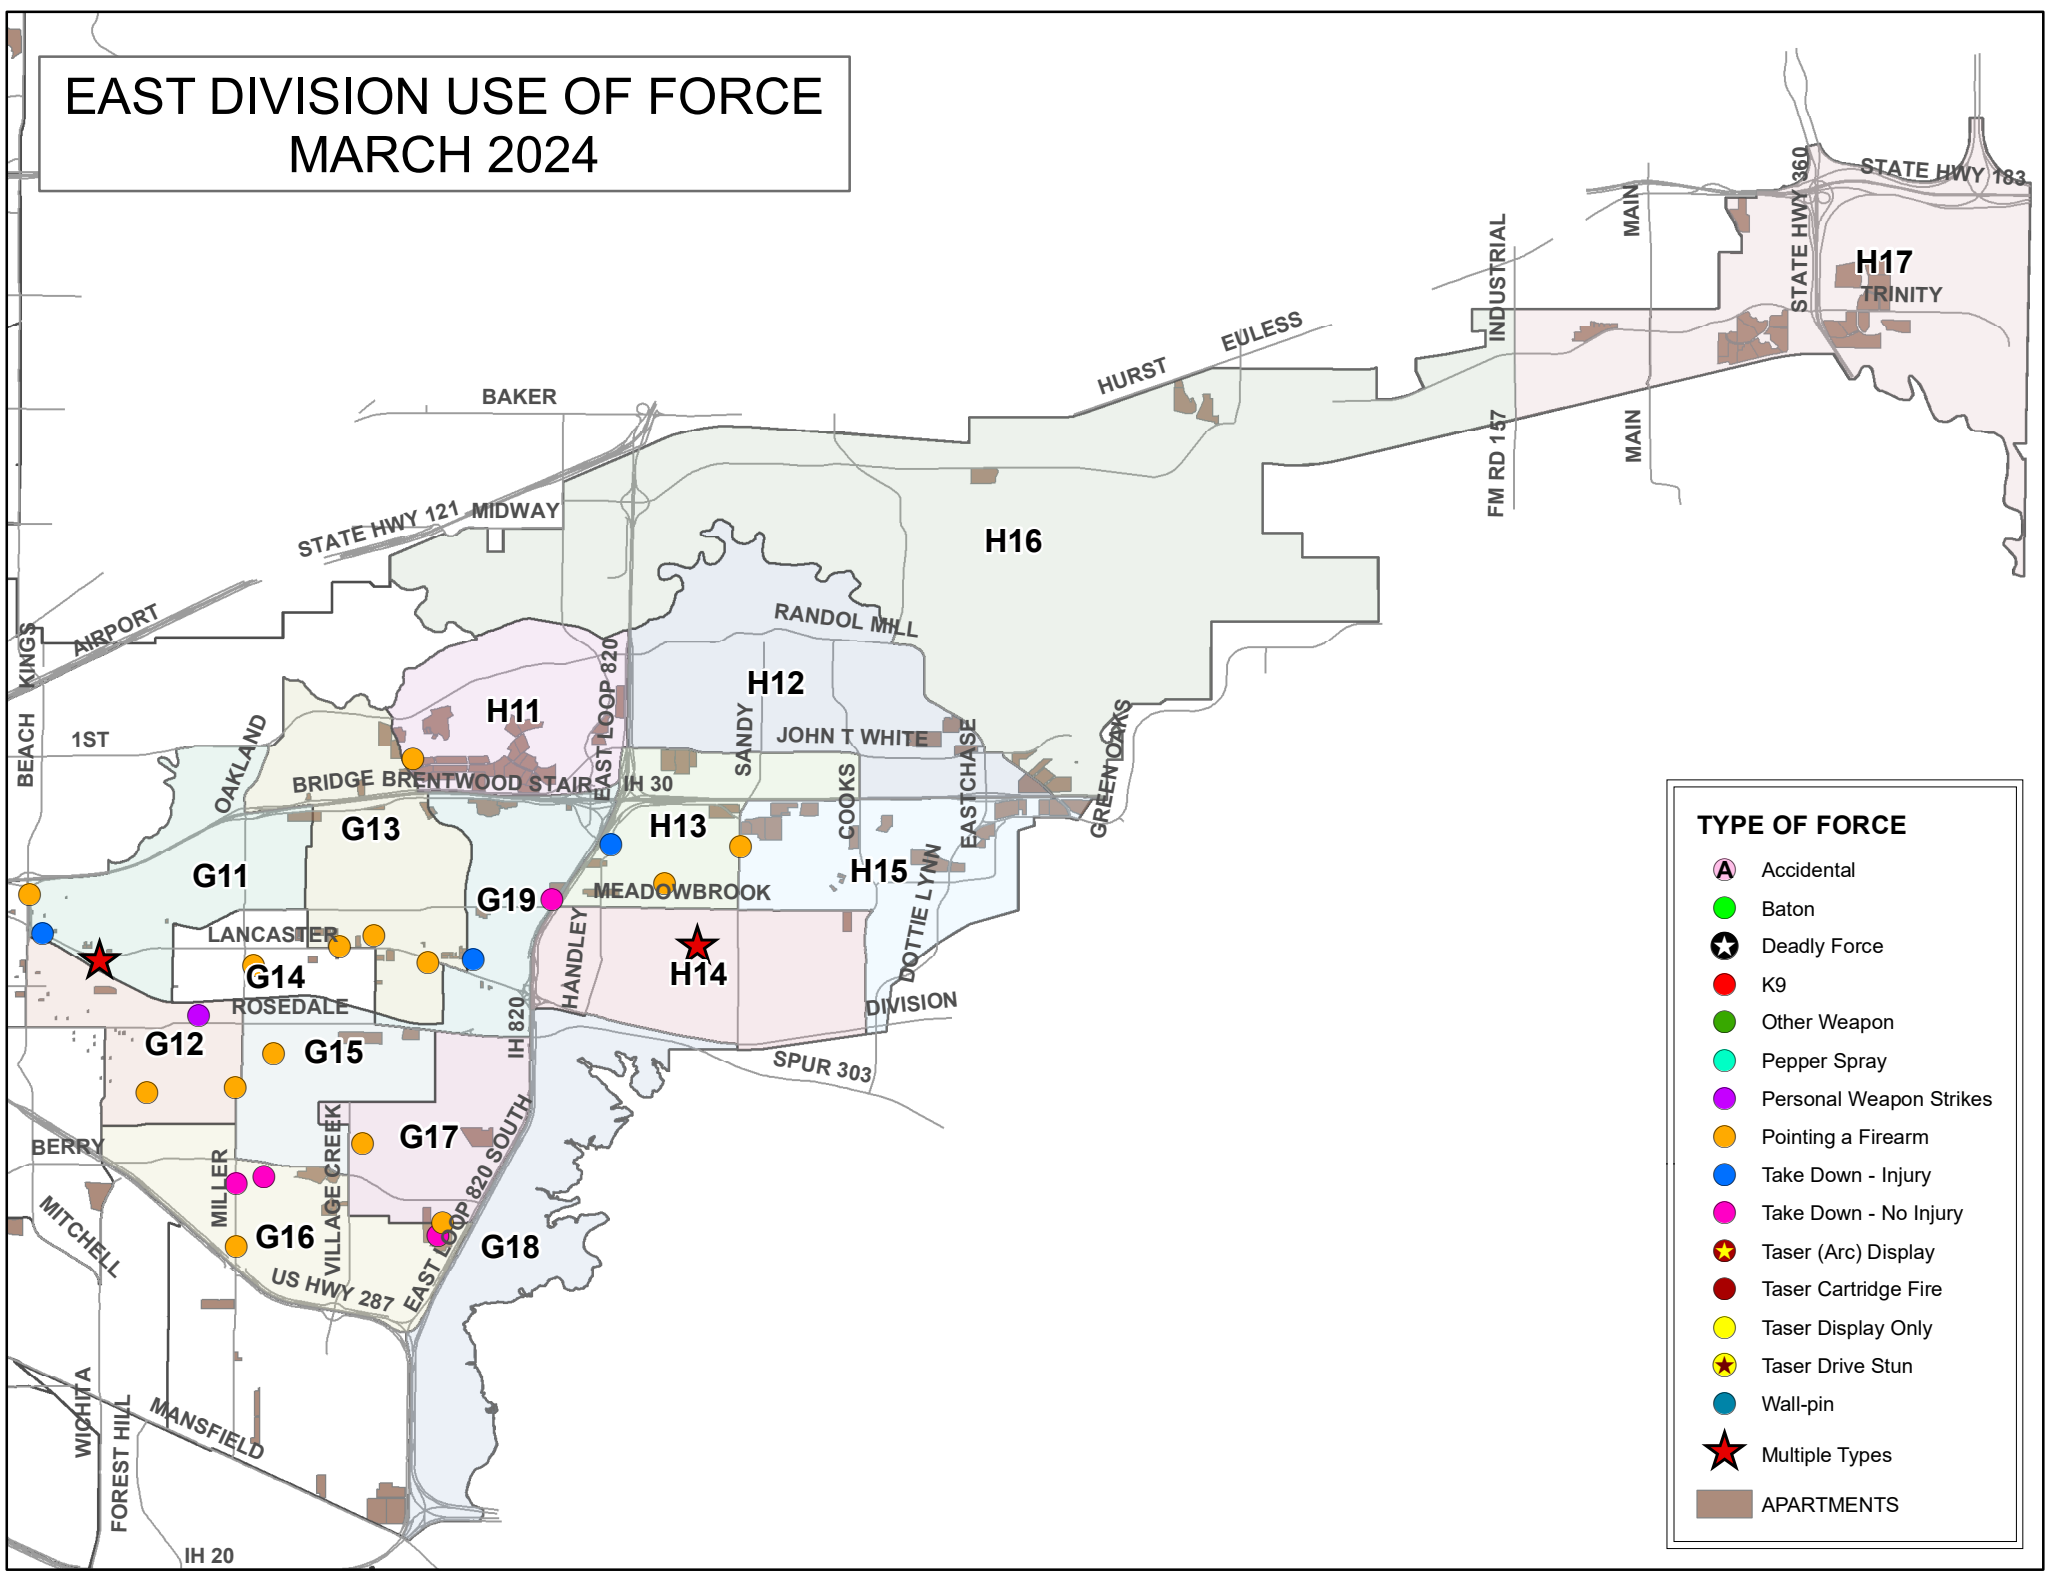 EAST DIVISION USE OF FORCE
MARCH 2024
STATE HWY 183
STATE HWY 360
MAIN
INDUSTRIAL
H17
TRINITY
EULESS
HURST
BAKER
FM RD 157
MAIN
STATE HWY 121
MIDWAY
H16
AIRPORT
KINGS
RANDOL MILL
EAST LOOP 820
H12
H11
BEACH
1ST
OAKLAND
SANDY
JOHN T WHITE
EASTCHASE
GREEN OAKS
BRIDGE
BRENTWOOD STAIR
IH 30
COOKS
G13
H13
G11
H15
G19
MEADOWBROOK
DOTTIE LYNN
LANCASTER
HANDLEY
G14
H14
ROSEDALE
DIVISION
IH 820
G12
G15
SPUR 303
BERRY
G17
MILLER
VILLAGE CREEK
EAST LOOP 820 SOUTH
MITCHELL
G16
G18
US HWY 287
WICHITA
FOREST HILL
MANSFIELD
IH 20
TYPE OF FORCE
A Accidental
Baton
Deadly Force
K9
Other Weapon
Pepper Spray
Personal Weapon Strikes
Pointing a Firearm
Take Down - Injury
Take Down - No Injury
Taser (Arc) Display
Taser Cartridge Fire
Taser Display Only
Taser Drive Stun
Wall-pin
Multiple Types
APARTMENTS